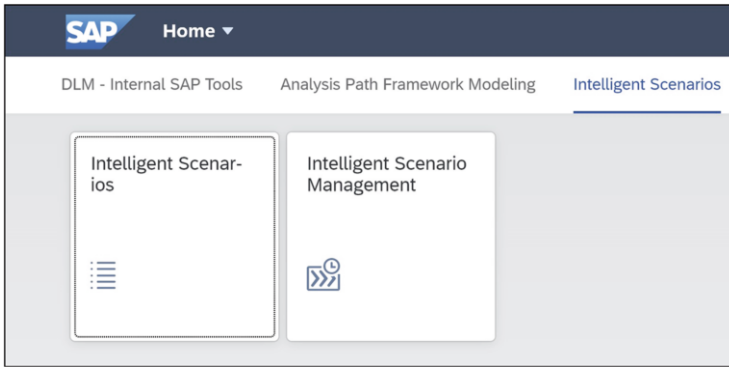 SAP Home
DLM - Internal SAP Tools Analysis Path Framework Modeling Intelligent Scenarios
Intelligent Scenar-
ios
Intelligent Scenario
Management